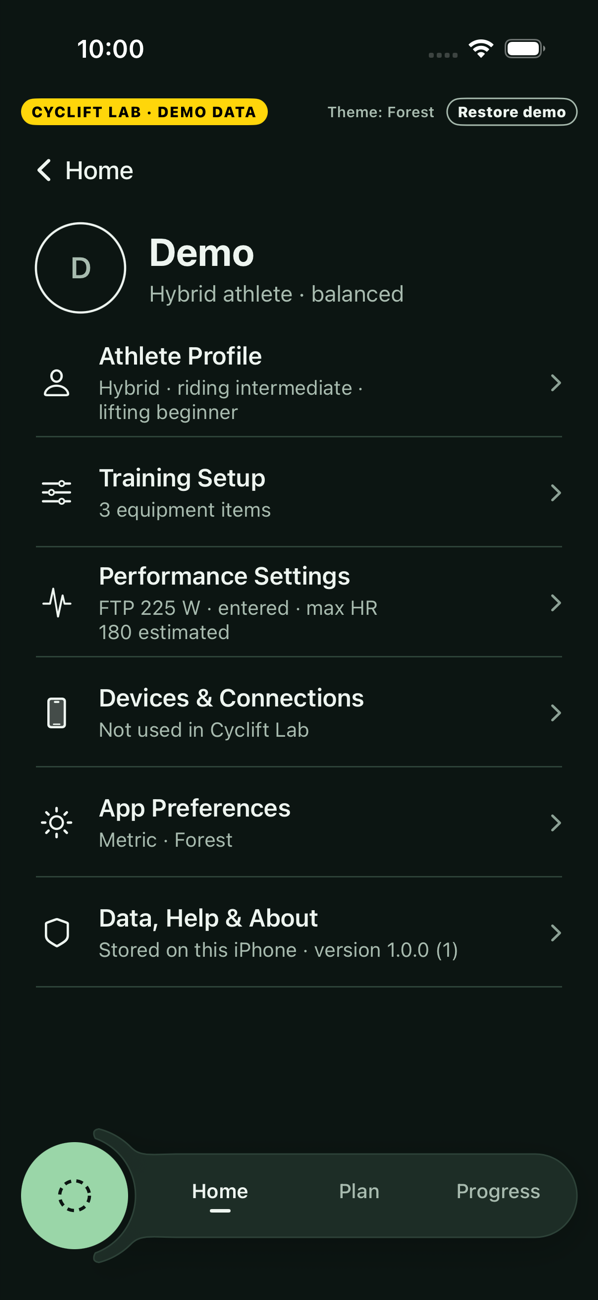 10:00
CYCLIFT LAB · DEMO DATA
Theme: Forest
Restore demo
Home
D
Demo
Hybrid athlete · balanced
Athlete Profile
Hybrid · riding intermediate ·
lifting beginner
Training Setup
3 equipment items
Performance Settings
FTP 225 W · entered · max HR
180 estimated
Devices & Connections
Not used in Cyclift Lab
App Preferences
Metric · Forest
Data, Help & About
Stored on this iPhone · version 1.0.0 (1)
Home
Plan
Progress